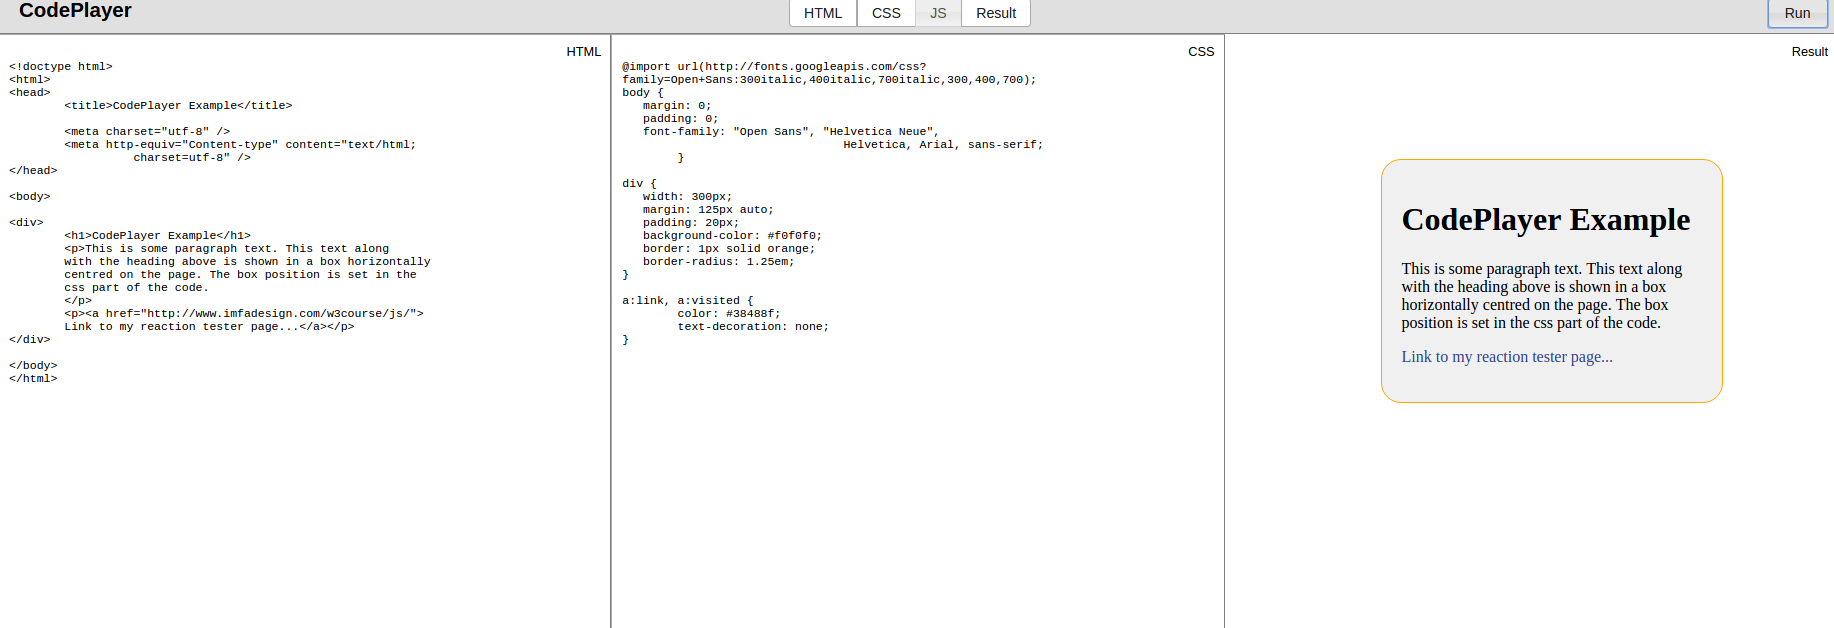 CodePlayer
HTML CSS JS Result
Run
HTML
<!doctype html>
<html>
<head>
<title>CodePlayer Example</title>
<meta charset="utf-8" />
<meta http-equiv="Content-type" content="text/html;
charset=utf-8" />
</head>
<body>
<div>
<h1>CodePlayer Example</h1>
<p>This is some paragraph text. This text along
with the heading above is shown in a box horizontally
centred on the page. The box position is set in the
css part of the code.
</p>
<p><a href="http://www.imfadesign.com/w3course/js/">
Link to my reaction tester page...</a></p>
</div>
</body>
</html>
CSS
@import url(http://fonts.googleapis.com/css?
family=Open+Sans:300italic,400italic,700italic,300,400,700);
body {
margin: 0;
padding: 0;
font-family: "Open Sans", "Helvetica Neue",
Helvetica, Arial, sans-serif;
}
div {
width: 300px;
margin: 125px auto;
padding: 20px;
background-color: #f0f0f0;
border: 1px solid orange;
border-radius: 1.25em;
}
a:link, a:visited {
color: #38488f;
text-decoration: none;
}
Result
CodePlayer Example
This is some paragraph text. This text along
with the heading above is shown in a box
horizontally centred on the page. The box
position is set in the css part of the code.
Link to my reaction tester page...